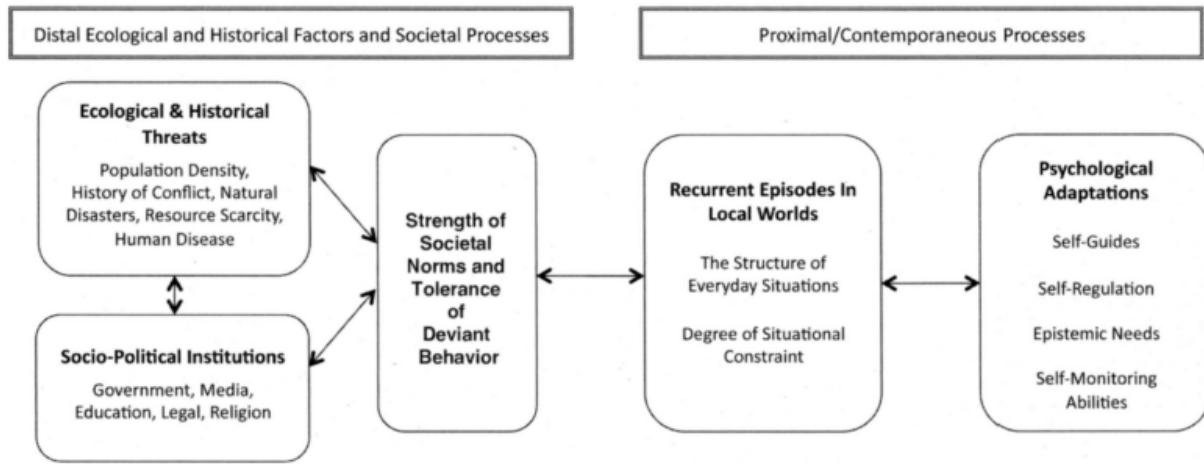 Distal Ecological and Historical Factors and Societal Processes
Proximal/Contemporaneous Processes
Ecological & Historical
Threats
Population Density,
History of Conflict, Natural
Disasters, Resource Scarcity,
Human Disease
Socio-Political Institutions
Government, Media,
Education, Legal, Religion
Strength of
Societal
Norms and
Tolerance
of
Deviant
Behavior
Recurrent Episodes In
Local Worlds
The Structure of
Everyday Situations
Degree of Situational
Constraint
Psychological
Adaptations
Self-Guides
Self-Regulation
Epistemic Needs
Self-Monitoring
Abilities